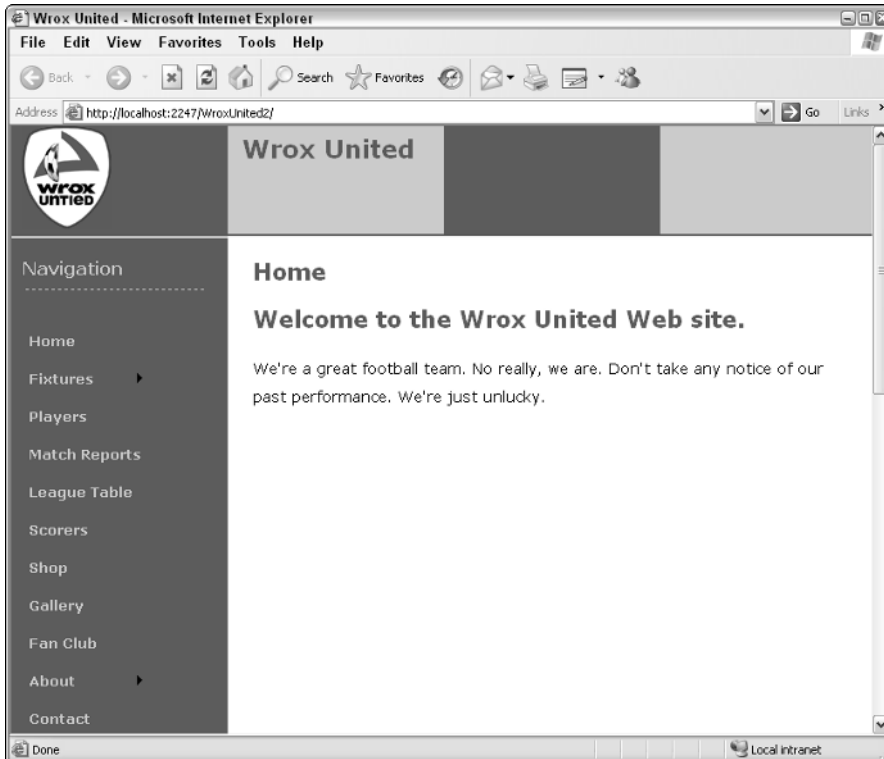 Wrox United - Microsoft Internet Explorer
File Edit View Favorites Tools Help
Back Search Favorites
Address http://localhost:2247/WroxUnited2/ Go Links
wrox
UNTIED
Wrox United
Navigation
Home
Fixtures
Players
Match Reports
League Table
Scorers
Shop
Gallery
Fan Club
About
Contact
Home
Welcome to the Wrox United Web site.
We're a great football team. No really, we are. Don't take any notice of our
past performance. We're just unlucky.
Done Local intranet